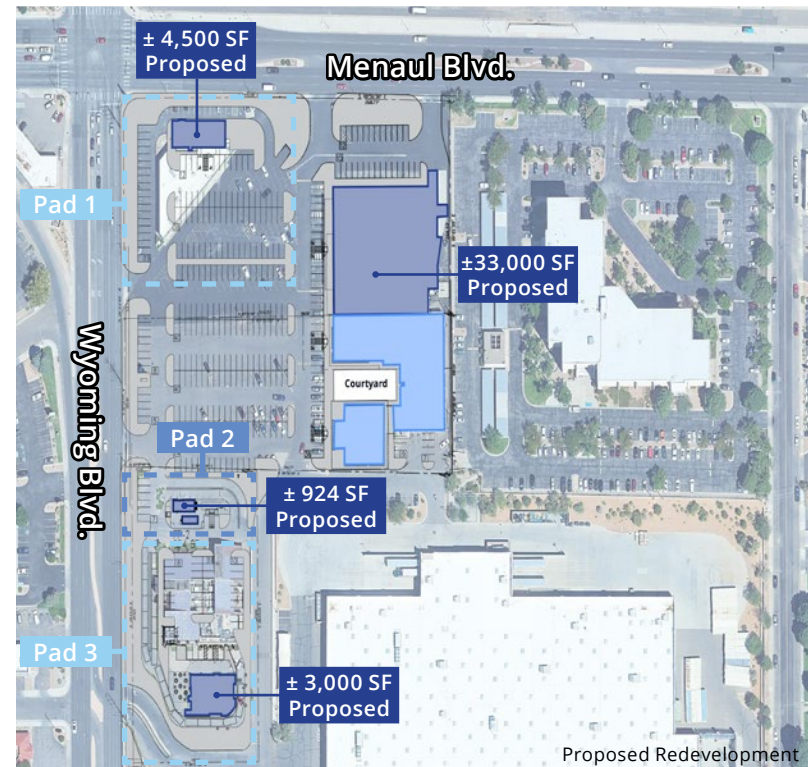 ± 4,500 SF
Proposed
Menaul Blvd.
Pad 1
±33,000 SF
Proposed
Wyoming Blvd.
Courtyard
Pad 2
± 924 SF
Proposed
Pad 3
± 3,000 SF
Proposed
Proposed Redevelopment